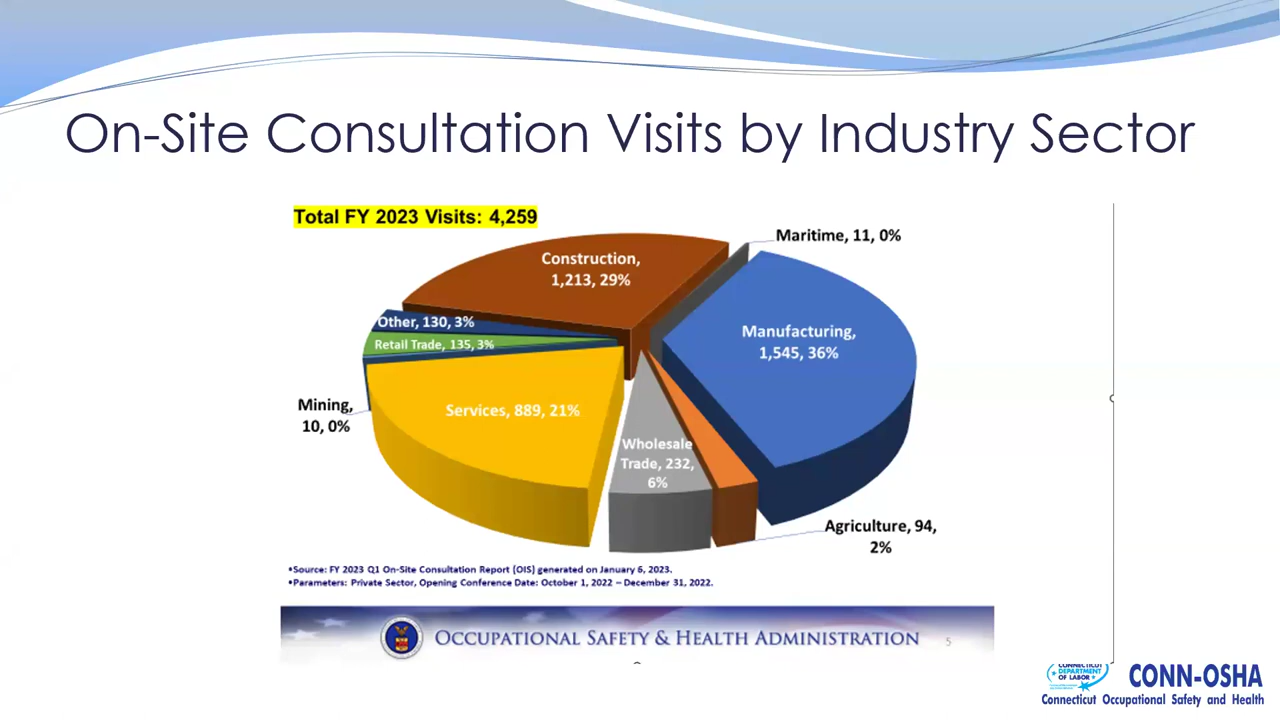 On-Site Consultation Visits by Industry Sector
Total FY 2023 Visits: 4,259
Maritime, 11, 0%
Construction,
1,213, 29%
Other, 130, 3%
Manufacturing,
1,545, 36%
Retail Trade, 135, 3%
Mining,
10, 0%
Services, 889, 21%
Wholesale
Trade, 232,
6%
Agriculture, 94,
2%
•Source: FY 2023 Q1 On-Site Consultation Report (OIS) generated on January 6, 2023.
•Parameters: Private Sector, Opening Conference Date: October 1, 2022 – December 31, 2022.
OCCUPATIONAL SAFETY & HEALTH ADMINISTRATION 5
CONNECTICUT
DEPARTMENT
OF LABOR
CONN-OSHA
Connecticut Occupational Safety and Health